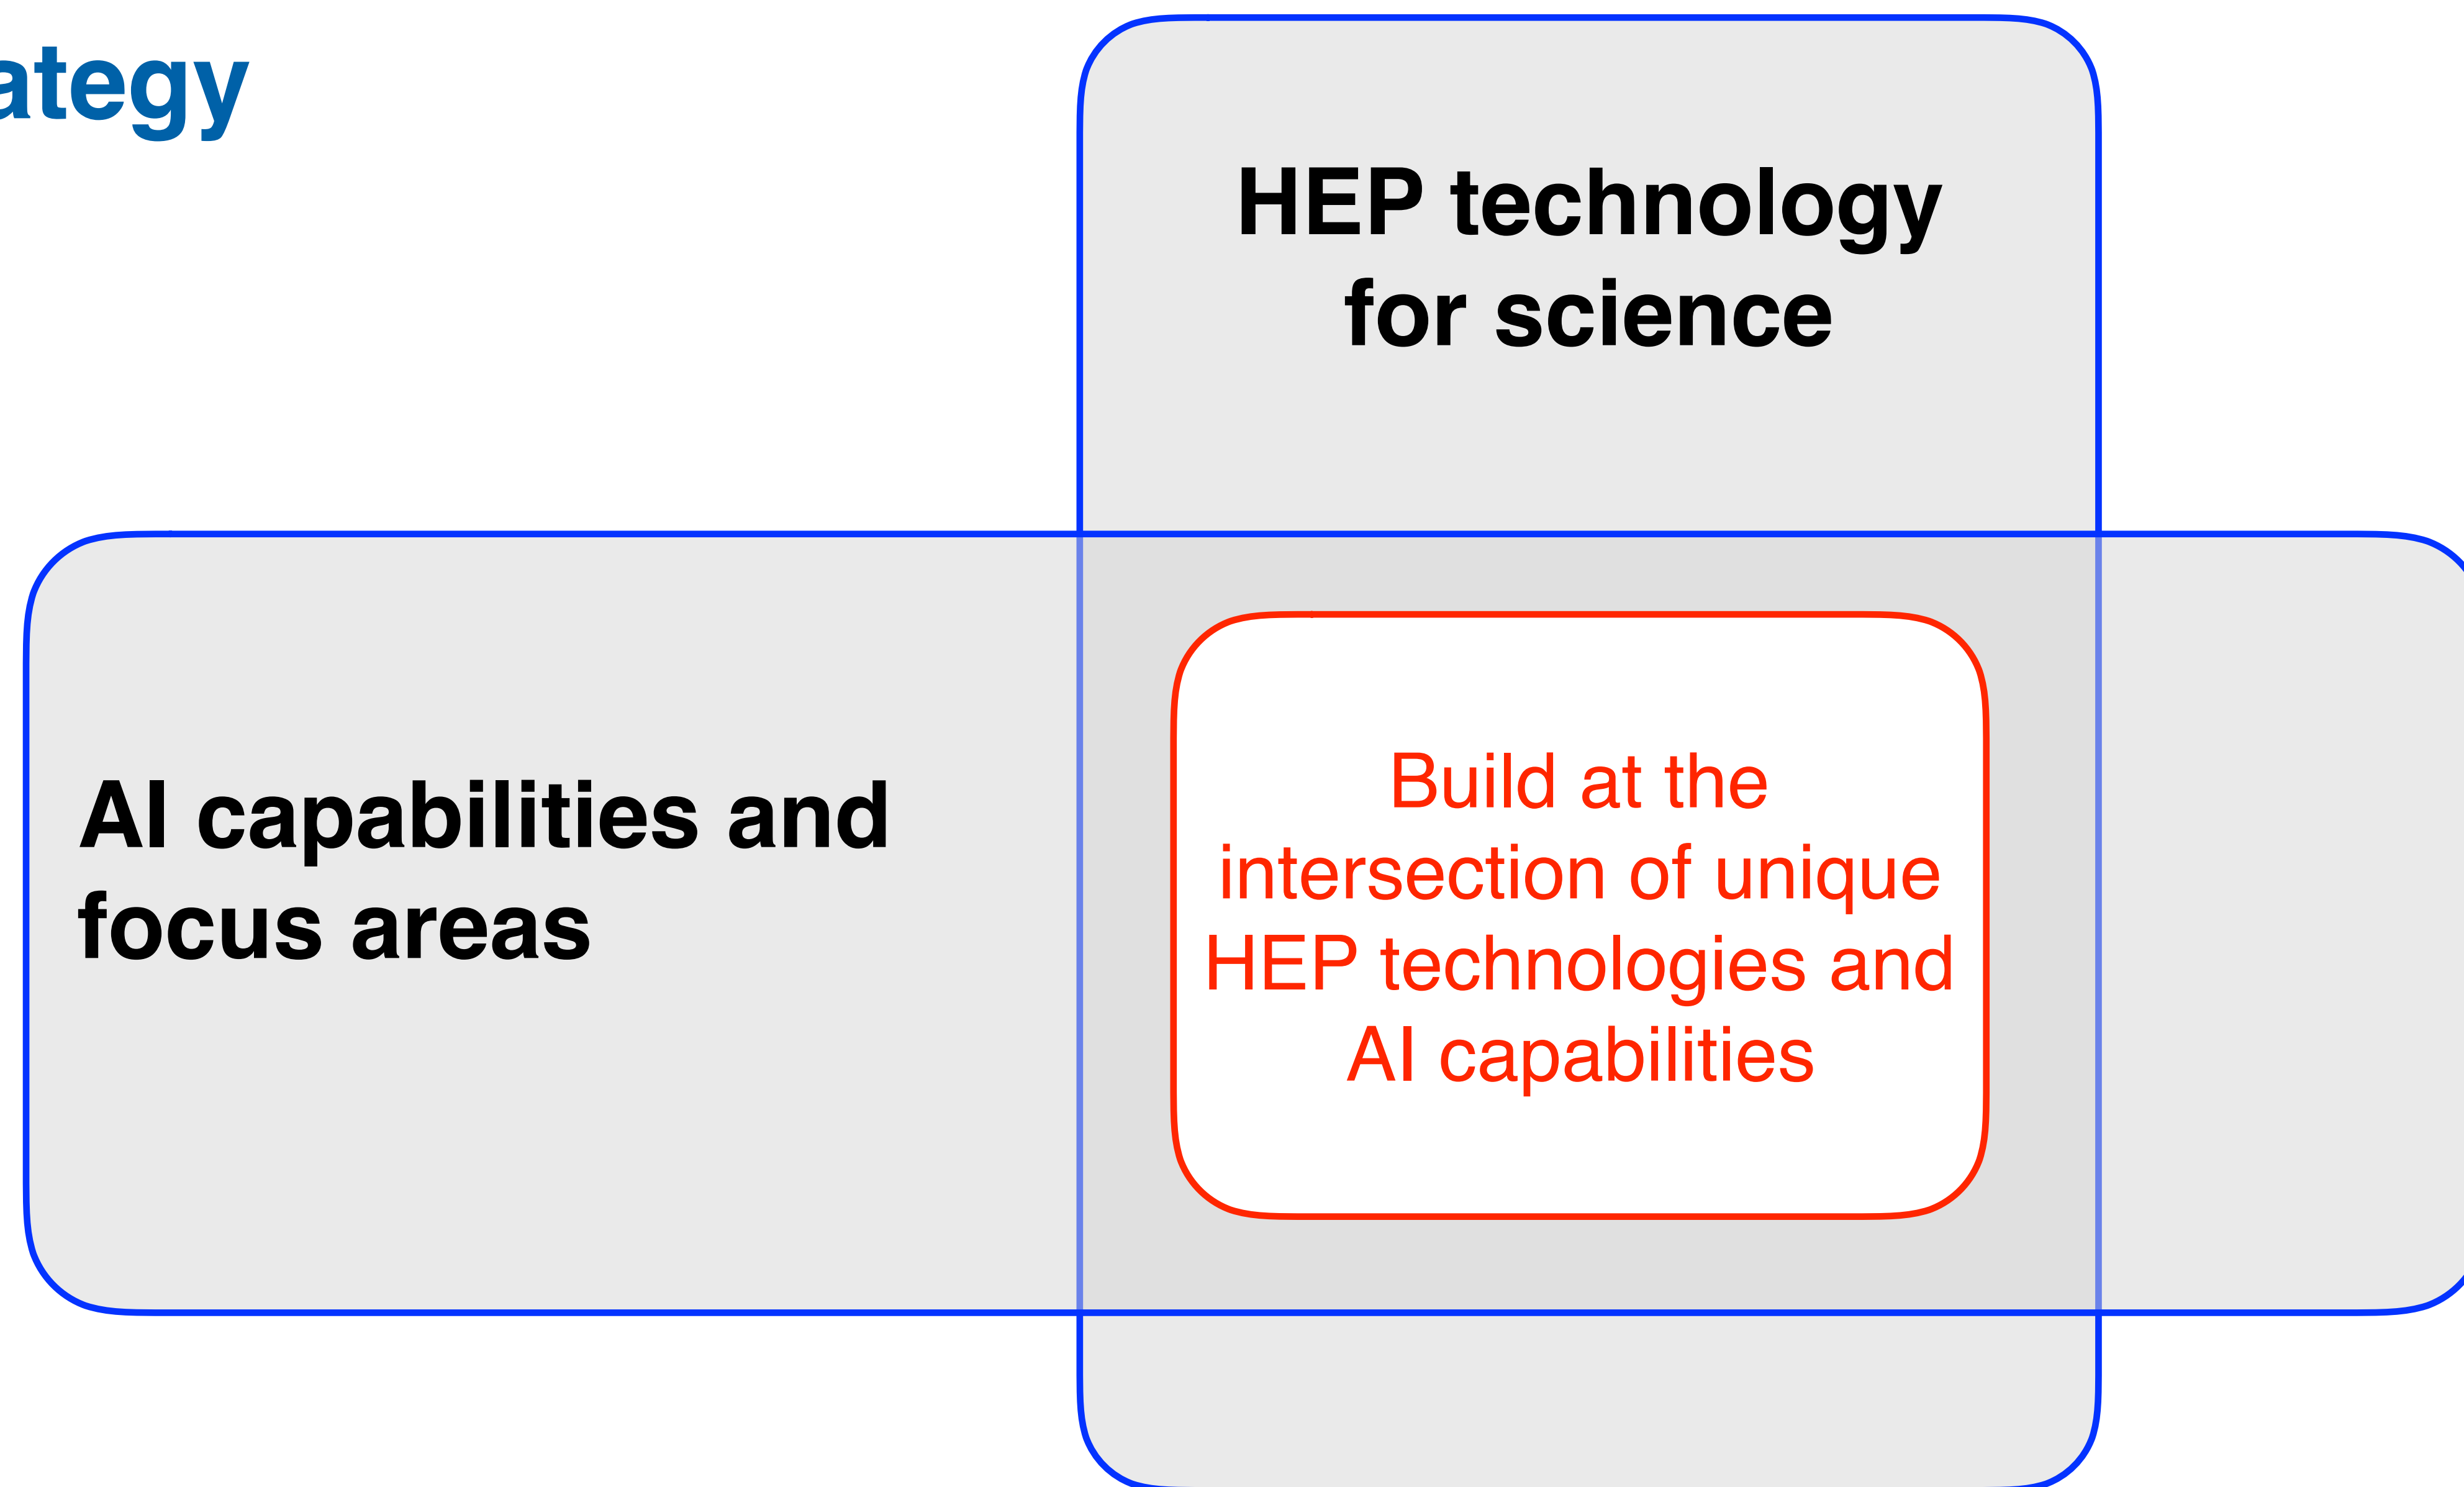 ategy
HEP technology
for science
AI capabilities and
focus areas
Build at the
intersection of unique
HEP technologies and
AI capabilities